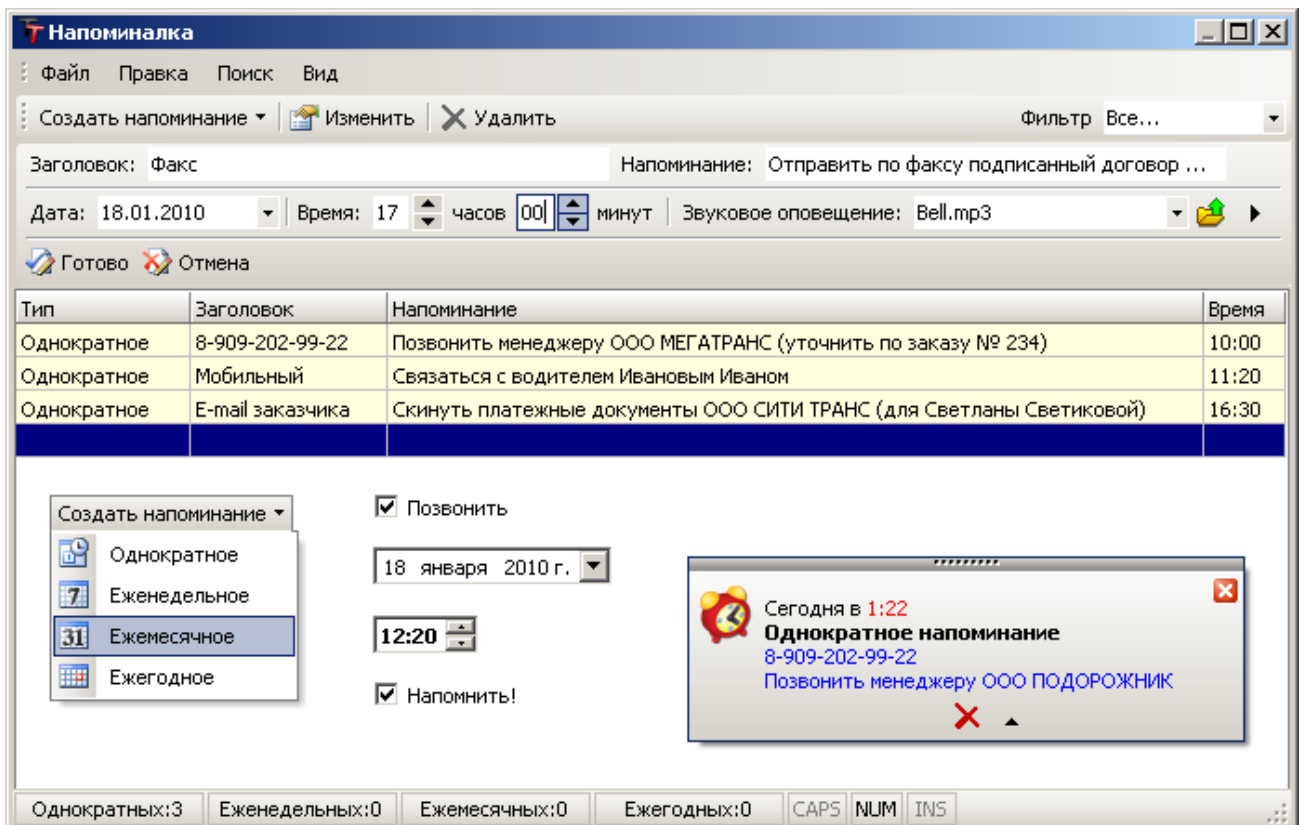 Напоминалка
Файл Правка Поиск Вид
Создать напоминание Изменить Удалить Фильтр Все...
Заголовок: Факс Напоминание: Отправить по факсу подписанный договор ...
Дата: 18.01.2010 Время: 17 часов 00 минут Звуковое оповещение: Bell.mp3
Готово Отмена
Тип Заголовок Напоминание Время
Однократное 8-909-202-99-22 Позвонить менеджеру ООО МЕГАТРАНС (уточнить по заказу № 234) 10:00
Однократное Мобильный Связаться с водителем Ивановым Иваном 11:20
Однократное E-mail заказчика Скинуть платежные документы ООО СИТИ ТРАНС (для Светланы Светиковой) 16:30
Создать напоминание
Однократное
7 Еженедельное
31 Ежемесячное
Ежегодное
Позвонить
18 января 2010 г.
12:20
Напомнить!
Сегодня в 1:22
Однократное напоминание
8-909-202-99-22
Позвонить менеджеру ООО ПОДОРОЖНИК
Однократных:3 Еженедельных:0 Ежемесячных:0 Ежегодных:0 CAPS NUM INS